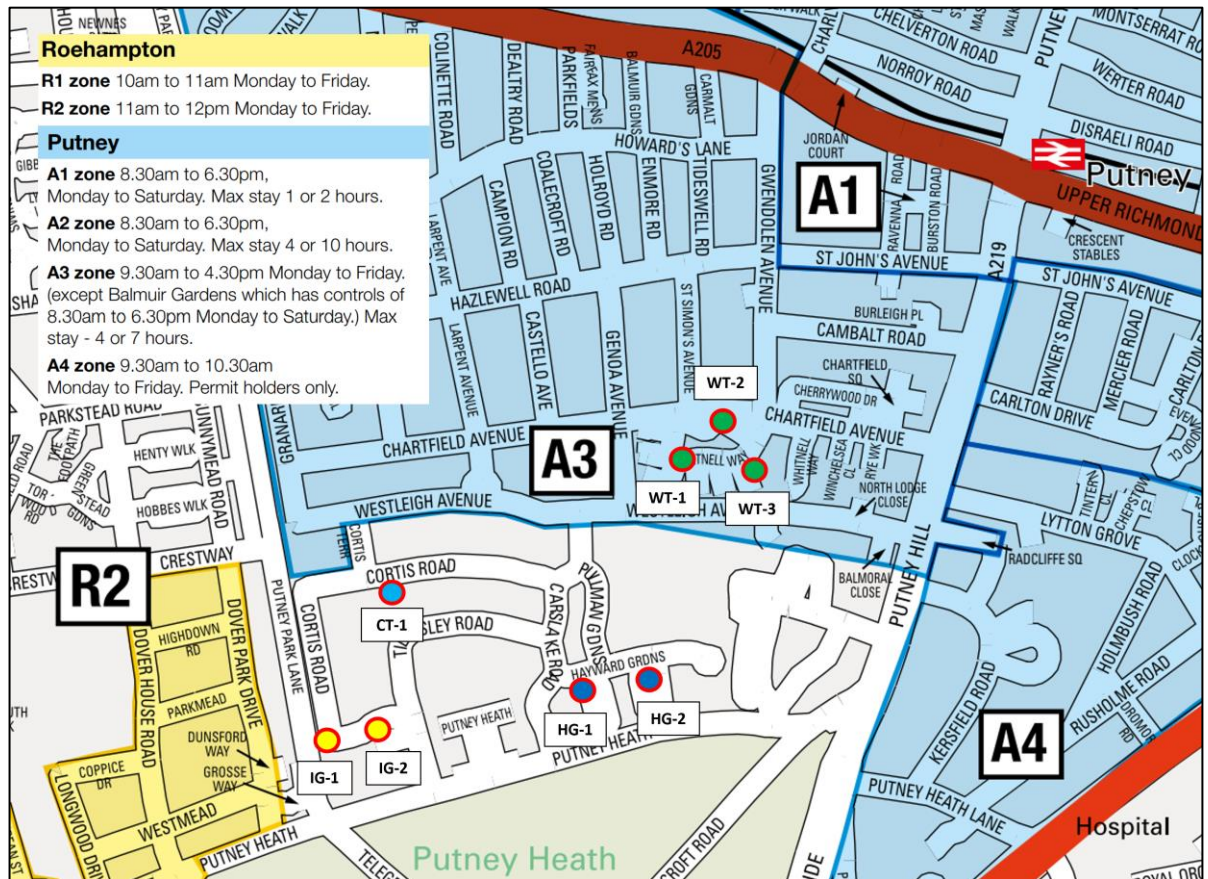 Roehampton
R1 zone 10am to 11am Monday to Friday.
R2 zone 11am to 12pm Monday to Friday.
Putney
A1 zone 8.30am to 6.30pm,
Monday to Saturday. Max stay 1 or 2 hours.
A2 zone 8.30am to 6.30pm,
Monday to Saturday. Max stay 4 or 10 hours.
A3 zone 9.30am to 4.30pm Monday to Friday.
(except Balmuir Gardens which has controls of
8.30am to 6.30pm Monday to Saturday.) Max
stay - 4 or 7 hours.
A4 zone 9.30am to 10.30am
Monday to Friday. Permit holders only.
NEWNES
COLINETTE ROAD
DEALTRY ROAD
PARKFIELDS
FAIRFAX MEWS
BALMUIR GDNS
CARMALT
GDNS
A205
CHELVERTON ROAD
NORROY ROAD
MONTSERRAT
WERTER ROAD
DISRAELI ROAD
PUTNEY
JORDAN
COURT
Putney
UPPER RICHMOND
HOWARD'S LANE
A1
RAVENNA ROAD
BURSTON ROAD
CRESCENT
STABLES
A219
ST JOHN'S AVENUE
ST JOHN'S AVENUE
CAMPION RD
COALECROFT RD
HOLROYD RD
ENMORE RD
TIDESWELL RD
GWENDOLEN AVENUE
LARPENT AVE
HAZLEWELL ROAD
BURLEIGH PL
CAMBALT ROAD
RAYNER'S ROAD
MERCIER ROAD
CARLTON
CARLTON DRIVE
LARPENT AVENUE
CASTELLO AVE
GENOA AVENUE
ST SIMON'S AVENUE
CHARTFIELD
SQ
CHERRYWOOD DR
WT-2
CHARTFIELD AVENUE
CHARTFIELD AVENUE
A3
TNELL WAY
WT-1
WT-3
WHITNELL
WAY
WINCHELSEA
CL
RYE WK
NORTH LODGE
CLOSE
WESTLEIGH AVENUE
PARKSTEAD ROAD
HENTY WLK
HOBBES WLK
THE
FOOTPATH
GREEN
CRESTWAY
CORTIS
TERR
PUTNEY HILL
TINTERN
CL
CHEPSTOW
CL
LYTTON GROVE
RADCLIFFE SQ
BALMORAL
CLOSE
R2
CORTIS ROAD
CORTIS ROAD
PUTNEY PARK LANE
CT-1
CARSLAKE ROAD
PULLMAN GDNS
HAYWARD GRDNS
HG-1
HG-2
HIGHDOWN
RD
DOVER HOUSE ROAD
DOVER PARK DRIVE
PARKMEAD
DUNSFORD
WAY
GROSSE
WAY
COPPICE
DR
WESTMEAD
IG-1
IG-2
PUTNEY HEATH
PUTNEY HEATH
PUTNEY HEATH
HOLMBUSH ROAD
KERSFIELD ROAD
RUSHOLME ROAD
A4
PUTNEY HEATH LANE
Hospital
Putney Heath